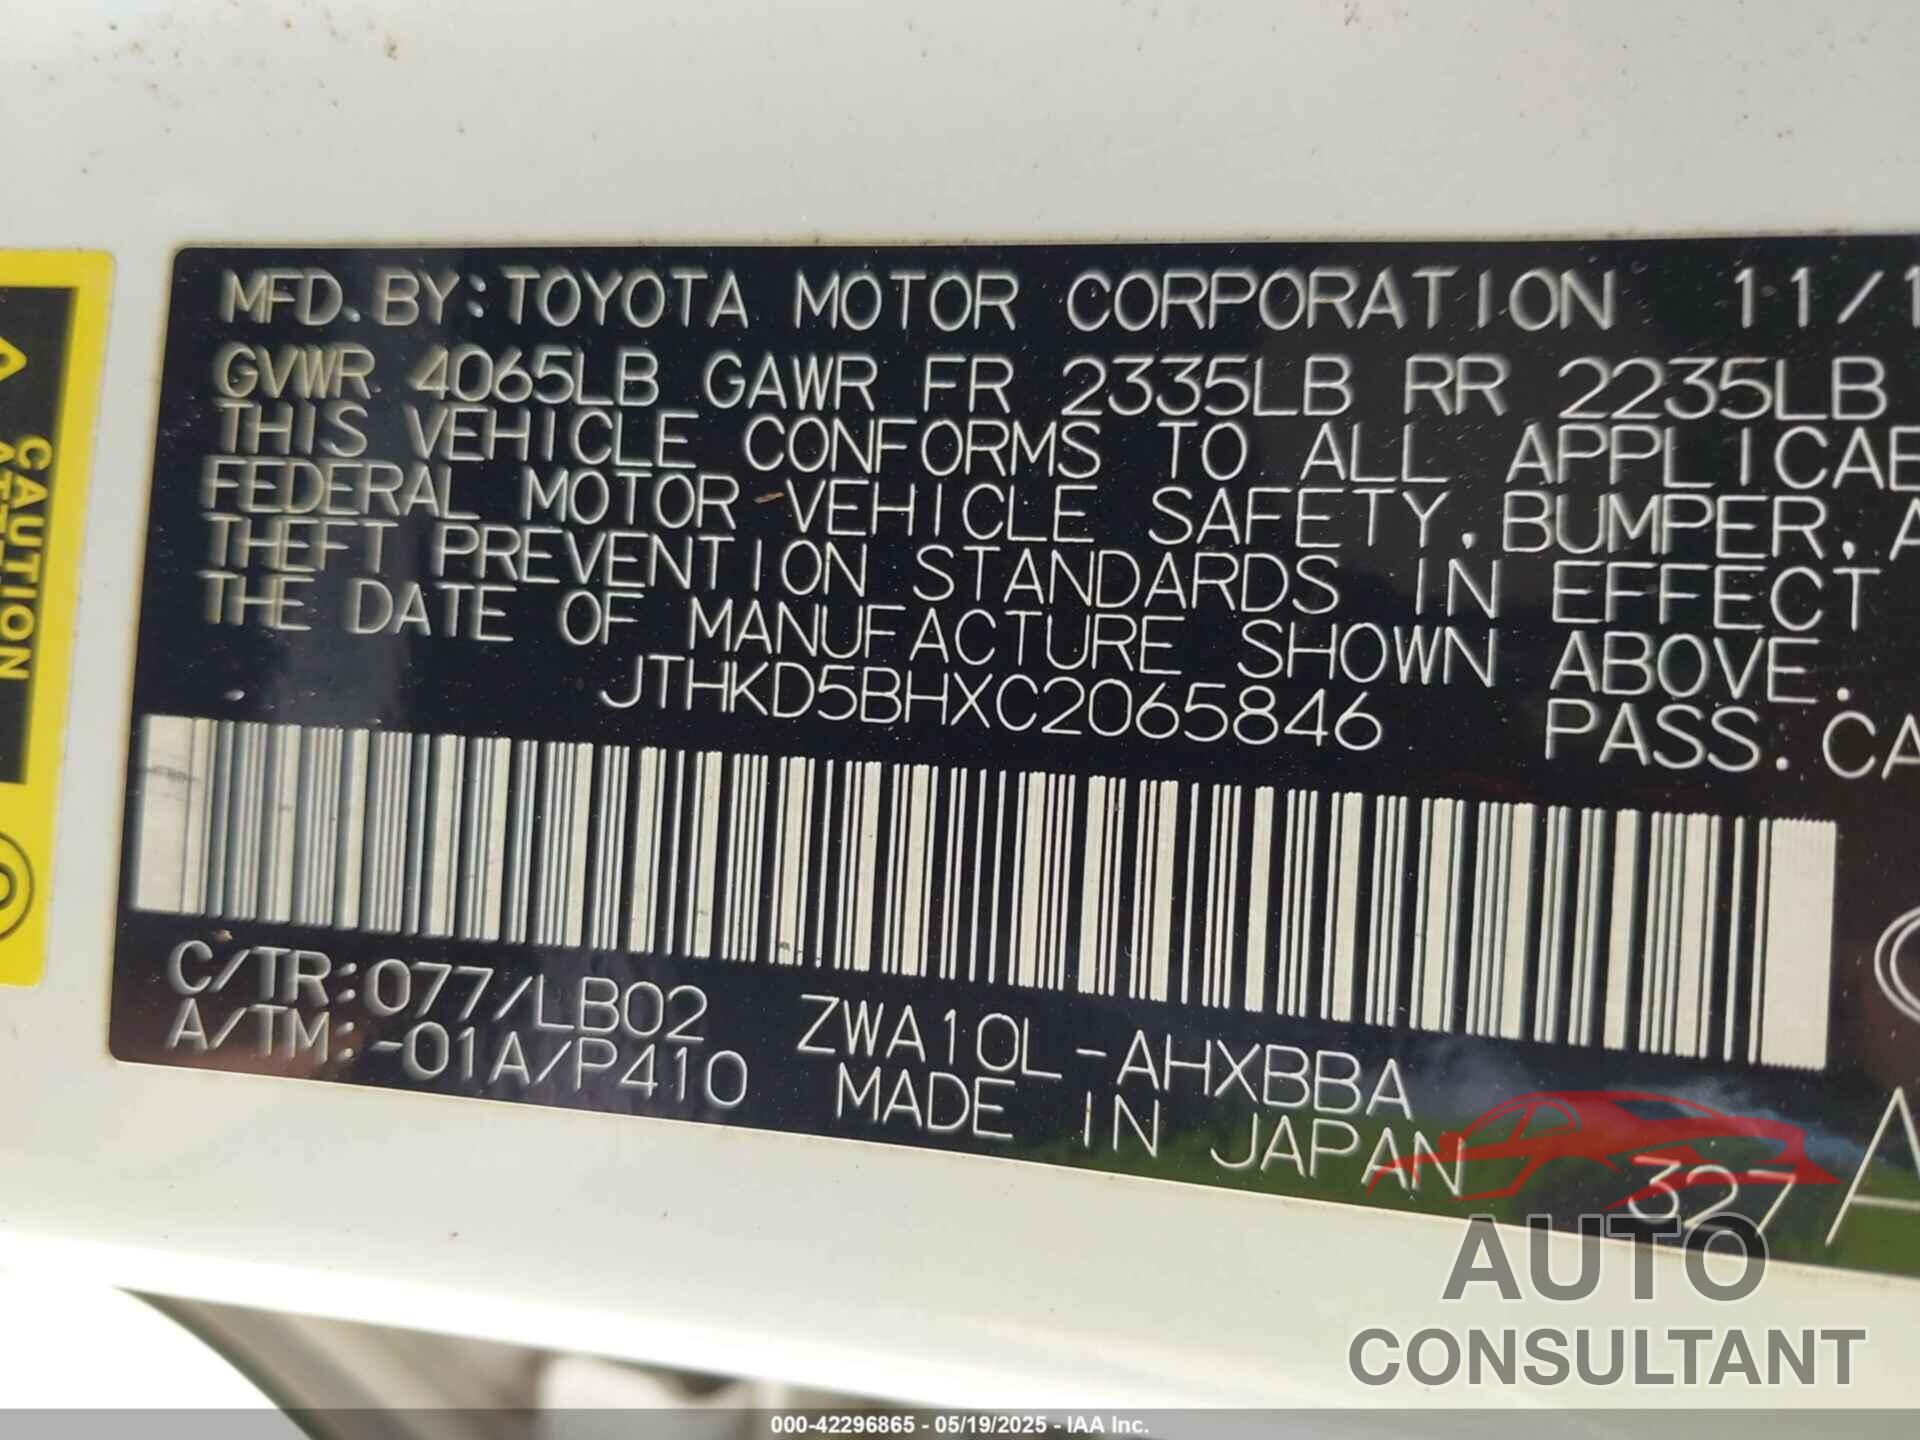 MFD. BY: TOYOTA MOTOR CORPORATION 11/1
GVWR 4065LB GAWR FR 2335LB RR 2235LB
THIS VEHICLE CONFORMS TO ALL APPLICAB
FEDERAL MOTOR VEHICLE SAFETY, BUMPER, A
THEFT PREVENTION STANDARDS IN EFFECT
THE DATE OF MANUFACTURE SHOWN ABOVE.
JTHKD5BHXC2065846 PASS. CA
C/TR: 077/LB02 ZWA10L-AHXBBA
A/TM: -01A/P410 MADE IN JAPAN 327
CAUTION
AUTO
CONSULTANT
000-42296865 - 05/19/2025 - IAA Inc.